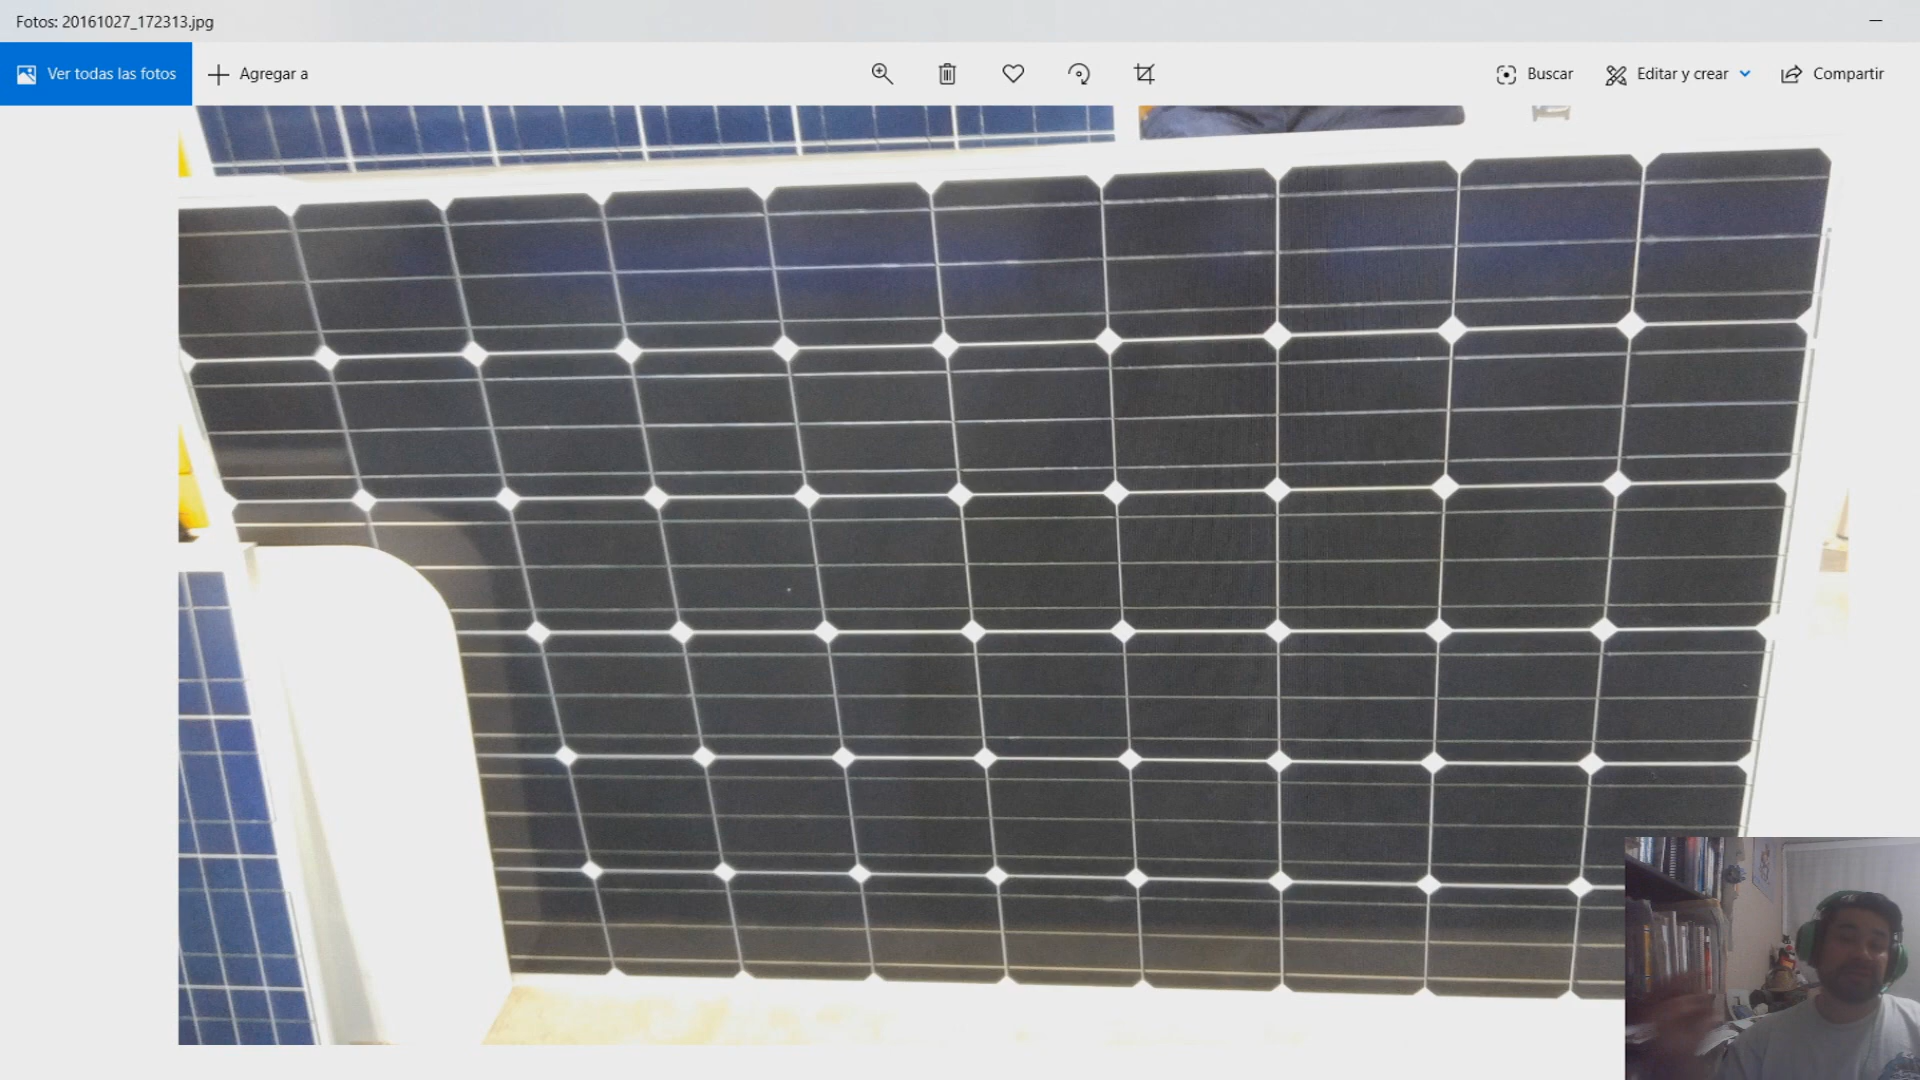 Fotos: 20161027_172313.jpg
Ver todas las fotos
Agregar a
Buscar
Editar y crear
Compartir